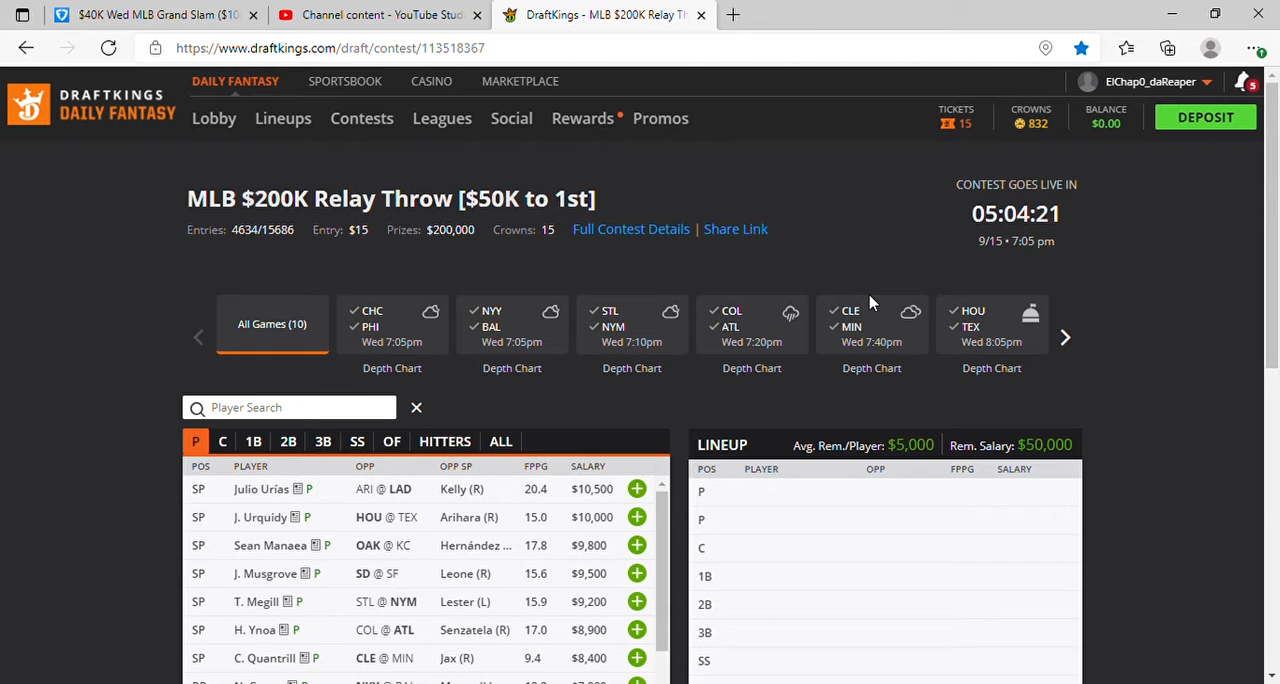 $40K Wed MLB Grand Slam ($10
Channel content - YouTube Stud
DraftKings - MLB $200K Relay Th
https://www.draftkings.com/draft/contest/113518367
DRAFTKINGS
DAILY FANTASY
DAILY FANTASY SPORTSBOOK CASINO MARKETPLACE
ElChap0_daReaper
5
Lobby Lineups Contests Leagues Social Rewards Promos
TICKETS
15
CROWNS
832
BALANCE
$0.00
DEPOSIT
MLB $200K Relay Throw [$50K to 1st]
Entries: 4634/15686 Entry: $15 Prizes: $200,000 Crowns: 15 Full Contest Details | Share Link
CONTEST GOES LIVE IN
05:04:21
9/15 • 7:05 pm
All Games (10)
CHC
PHI
Wed 7:05pm
Depth Chart
NYY
BAL
Wed 7:05pm
Depth Chart
STL
NYM
Wed 7:10pm
Depth Chart
COL
ATL
Wed 7:20pm
Depth Chart
CLE
MIN
Wed 7:40pm
Depth Chart
HOU
TEX
Wed 8:05pm
Depth Chart
Player Search
P C 1B 2B 3B SS OF HITTERS ALL
POS PLAYER OPP OPP SP FPPG SALARY
SP Julio Urías P ARI @ LAD Kelly (R) 20.4 $10,500
SP J. Urquidy P HOU @ TEX Arihara (R) 15.0 $10,000
SP Sean Manaea P OAK @ KC Hernández ... 17.8 $9,800
SP J. Musgrove P SD @ SF Leone (R) 15.6 $9,500
SP T. Megill P STL @ NYM Lester (L) 15.9 $9,200
SP H. Ynoa P COL @ ATL Senzatela (R) 17.0 $8,900
SP C. Quantrill P CLE @ MIN Jax (R) 9.4 $8,400
LINEUP Avg. Rem./Player: $5,000 Rem. Salary: $50,000
POS PLAYER OPP FPPG SALARY
P
P
C
1B
2B
3B
SS